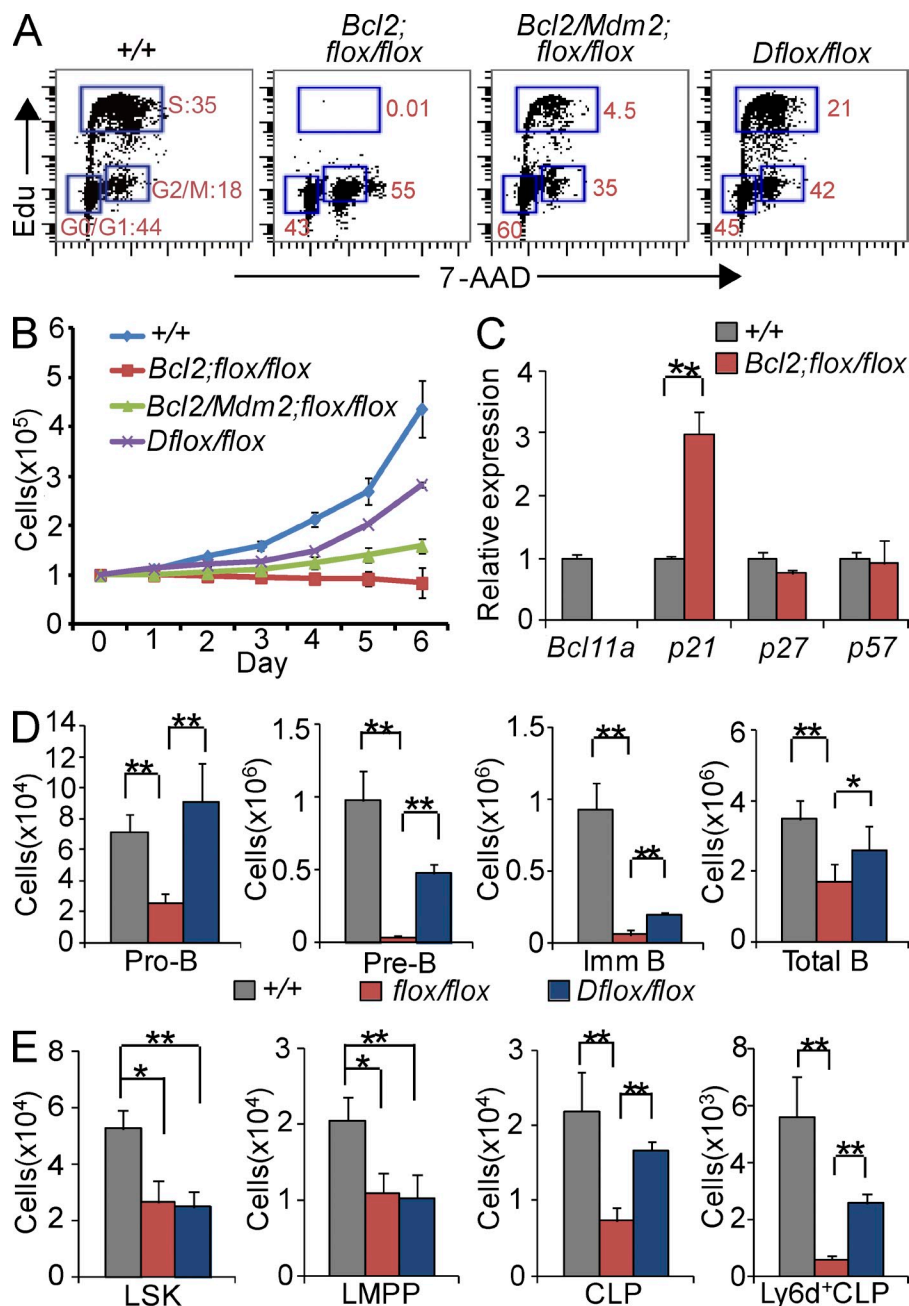 A
+/+
Bcl2;
flox/flox
Bcl2/Mdm2;
flox/flox
Dflox/flox
Edu
S:35
G2/M:18
G0/G1:44
0.01
55
43
4.5
35
60
21
42
45
7-AAD
B
Cells(x10⁵)
6
5
4
3
2
1
0
0 1 2 3 4 5 6
Day
+/+
Bcl2;flox/flox
Bcl2/Mdm2;flox/flox
Dflox/flox
C
+/+
Bcl2;flox/flox
Relative expression
4
3
2
1
0
**
Bcl11a p21 p27 p57
D
Cells(x10⁴)
14
12
10
8
6
4
2
0
** **
Pro-B
Cells(x10⁶)
1.5
1
0.5
0
**
**
Pre-B
Cells(x10⁶)
1.5
1
0.5
0
**
**
Imm B
Cells(x10⁶)
6
4
2
0
**
*
Total B
+/+ flox/flox Dflox/flox
E
Cells(x10⁴)
8
6
4
2
0
**
*
LSK
Cells(x10⁴)
3
2
1
0
**
*
LMPP
Cells(x10⁴)
3
2
1
0
**
**
CLP
Cells(x10³)
8
6
4
2
0
**
**
Ly6d⁺CLP